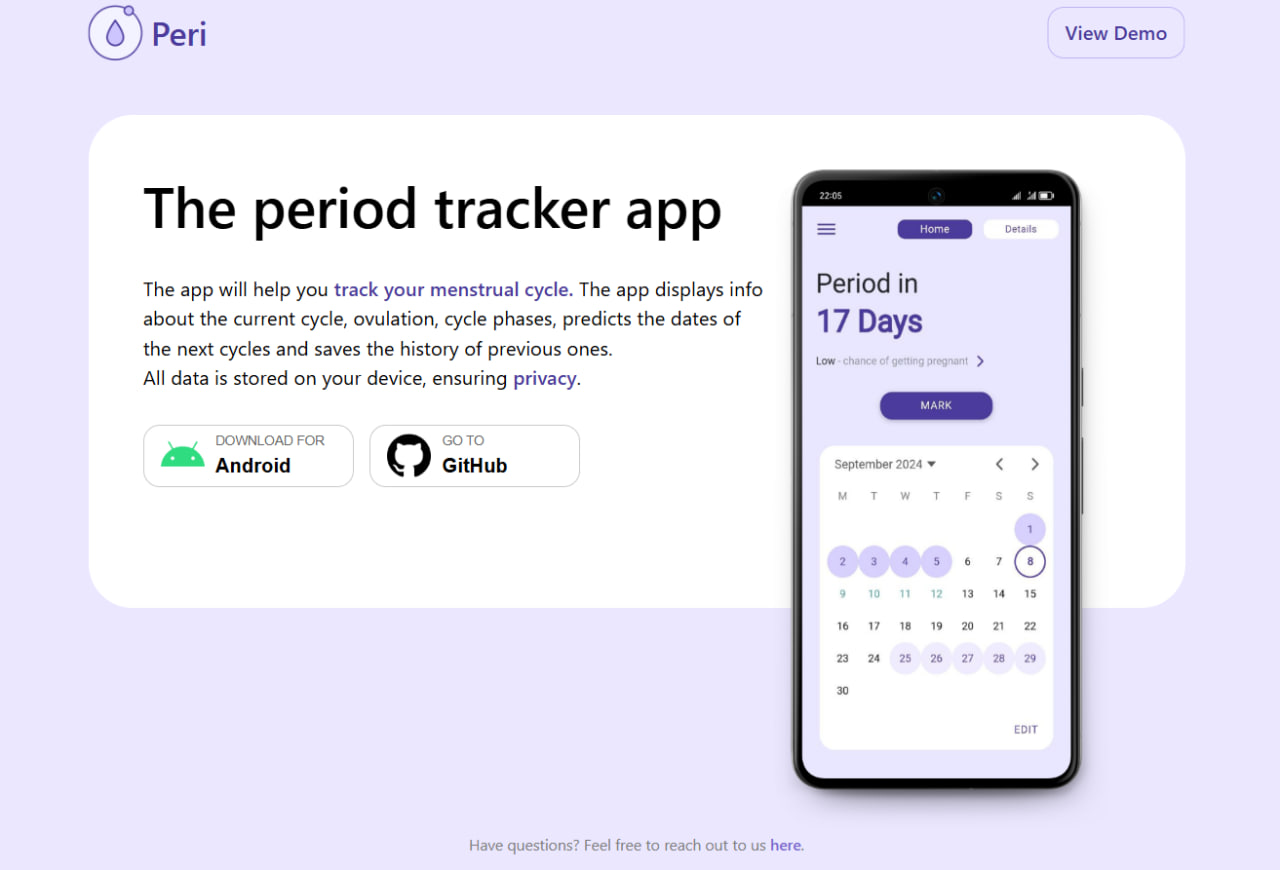 Peri
View Demo
The period tracker app
The app will help you track your menstrual cycle. The app displays info
about the current cycle, ovulation, cycle phases, predicts the dates of
the next cycles and saves the history of previous ones.
All data is stored on your device, ensuring privacy.
DOWNLOAD FOR
Android
GO TO
GitHub
22:05
Home Details
Period in
17 Days
Low - chance of getting pregnant
MARK
September 2024
M T W T F S S
1
2 3 4 5 6 7 8
9 10 11 12 13 14 15
16 17 18 19 20 21 22
23 24 25 26 27 28 29
30
EDIT
Have questions? Feel free to reach out to us here.